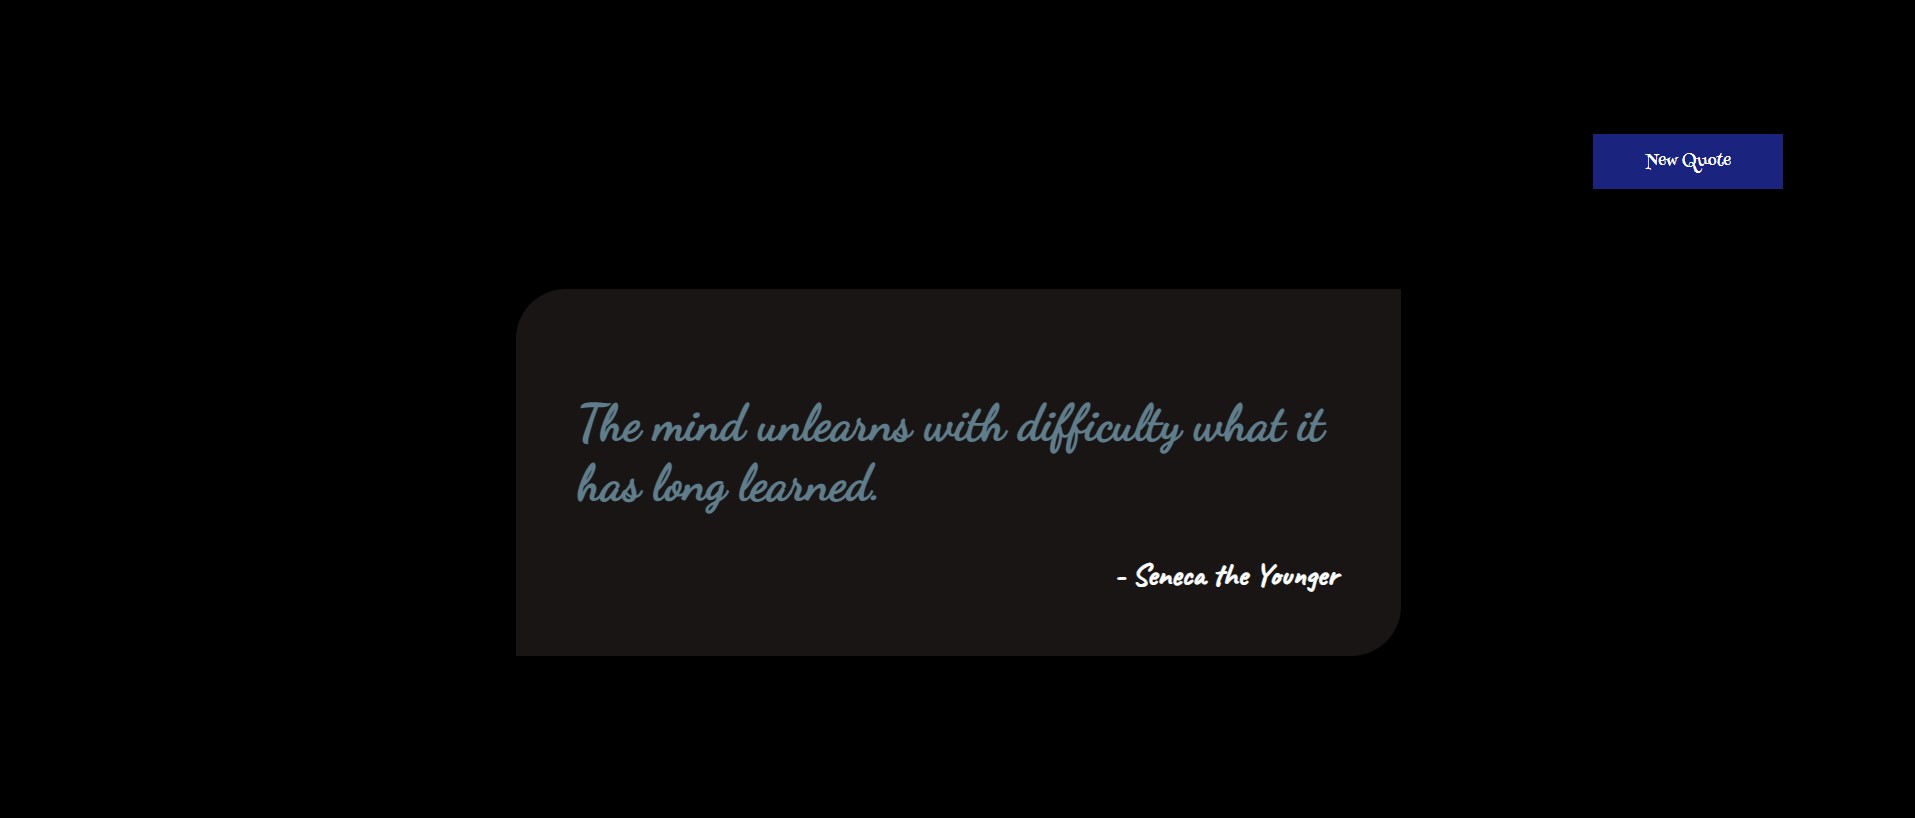 New Quote
The mind unlearns with difficulty what it
has long learned.
- Seneca the Younger